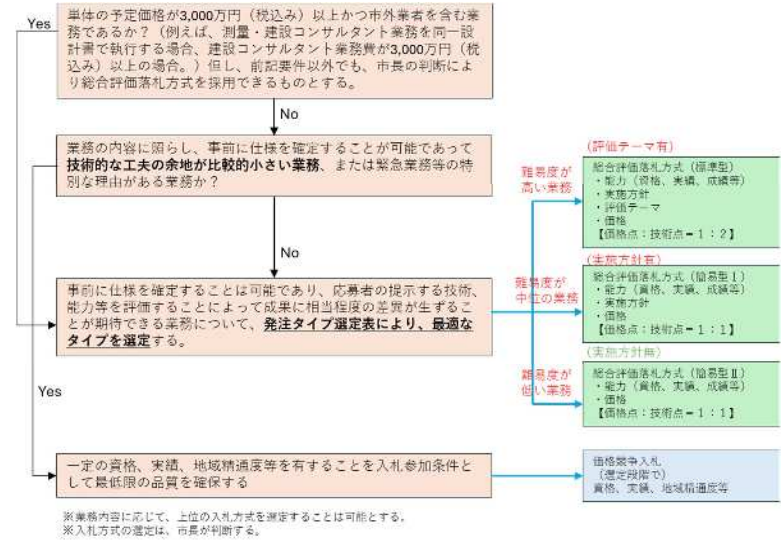 Yes
単体の予定価格が3,000万円（税込み）以上かつ市外業者を含む業
務であるか？（例えば、測量・建設コンサルタント業務を同一設
計書で執行する場合、建設コンサルタント業務費が3,000万円（税
込み）以上の場合。）但し、前記要件以外でも、市長の判断によ
り総合評価落札方式を採用できるものとする。
No
業務の内容に照らし、事前に仕様を確定することが可能であって
技術的な工夫の余地が比較的小さい業務、または緊急業務等の特
別な理由がある業務か？
No
事前に仕様を確定することは可能であり、応募者の提示する技術、
能力等を評価することによって成果に相当程度の差異が生ずるこ
とが期待できる業務について、発注タイプ選定表により、最適な
タイプを選定する。
Yes
一定の資格、実績、地域精通度等を有することを入札参加条件と
して最低限の品質を確保する
難易度が
高い業務
（評価テーマ有）
総合評価落札方式（標準型）
・能力（資格、実績、成績等）
・実施方針
・評価テーマ
・価格
【価格点：技術点＝１：２】
難易度が
中位の業務
（実施方針有）
総合評価落札方式（簡易型Ⅰ）
・能力（資格、実績、成績等）
・実施方針
・価格
【価格点：技術点＝１：１】
難易度が
低い業務
（実施方針無）
総合評価落札方式（簡易型Ⅱ）
・能力（資格、実績、成績等）
・価格
【価格点：技術点＝１：１】
価格競争入札
（選定段階で）
資格、実績、地域精通度等
※業務内容に応じて、上位の入札方式を選定することは可能とする。
※入札方式の選定は、市長が判断する。